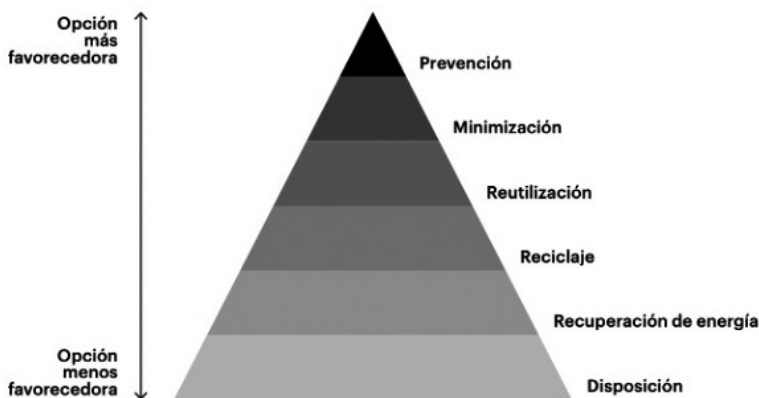 Opción
más
favorecedora
Prevención
Minimización
Reutilización
Reciclaje
Recuperación de energía
Opción
menos
favorecedora
Disposición